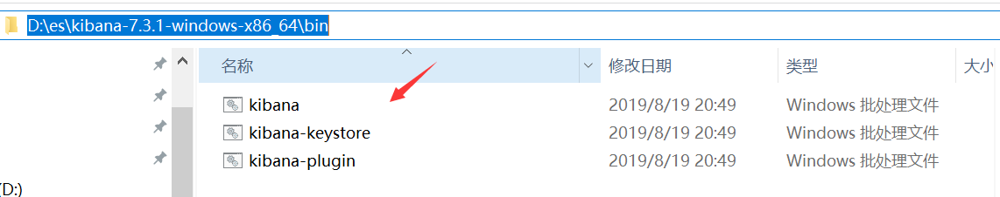 D:\es\kibana-7.3.1-windows-x86_64\bin
名称 修改日期 类型 大小
kibana 2019/8/19 20:49 Windows 批处理文件
kibana-keystore 2019/8/19 20:49 Windows 批处理文件
kibana-plugin 2019/8/19 20:49 Windows 批处理文件
(D:)